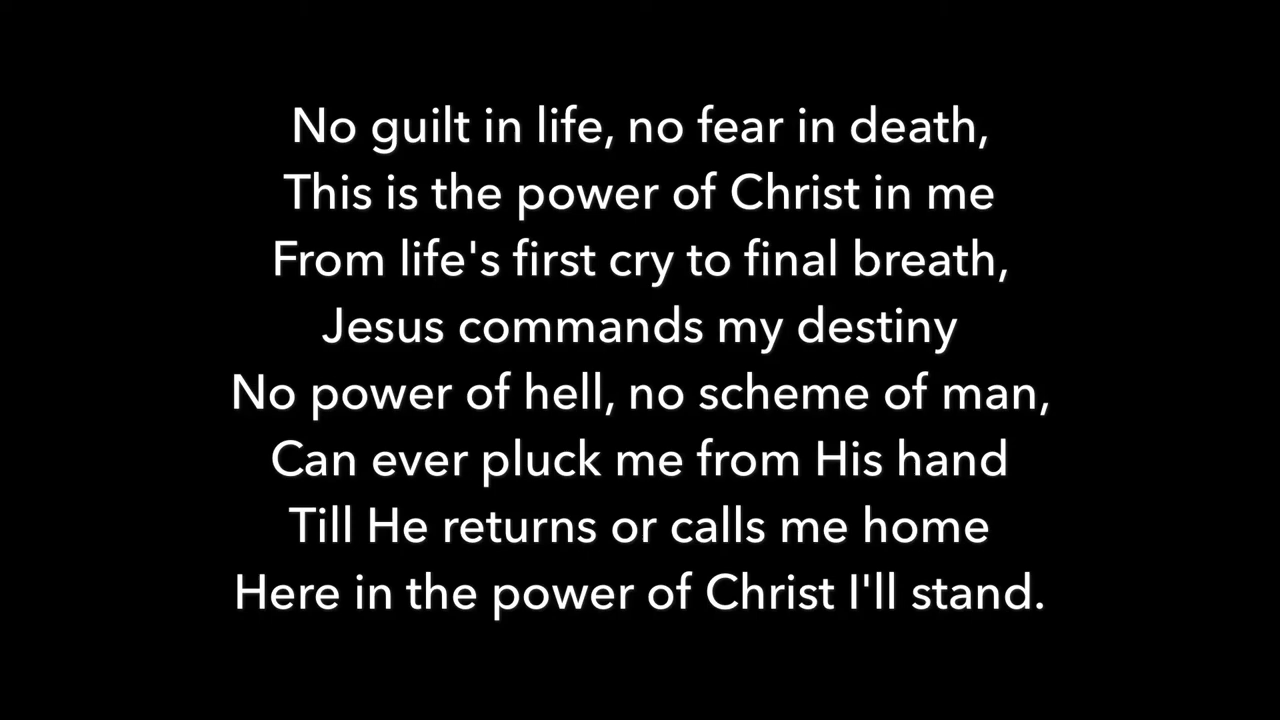 No guilt in life, no fear in death,
This is the power of Christ in me
From life's first cry to final breath,
Jesus commands my destiny
No power of hell, no scheme of man,
Can ever pluck me from His hand
Till He returns or calls me home
Here in the power of Christ I'll stand.